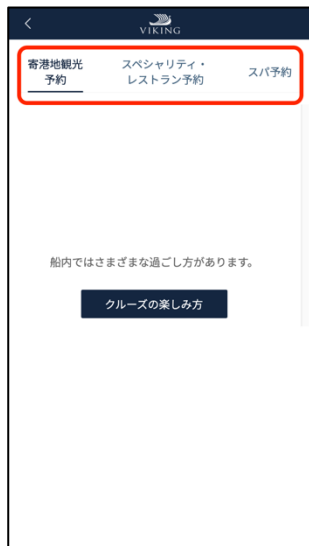 VIKING
寄港地観光
予約
スペシャリティ・
レストラン予約
スパ予約
船内ではさまざまな過ごし方があります。
クルーズの楽しみ方